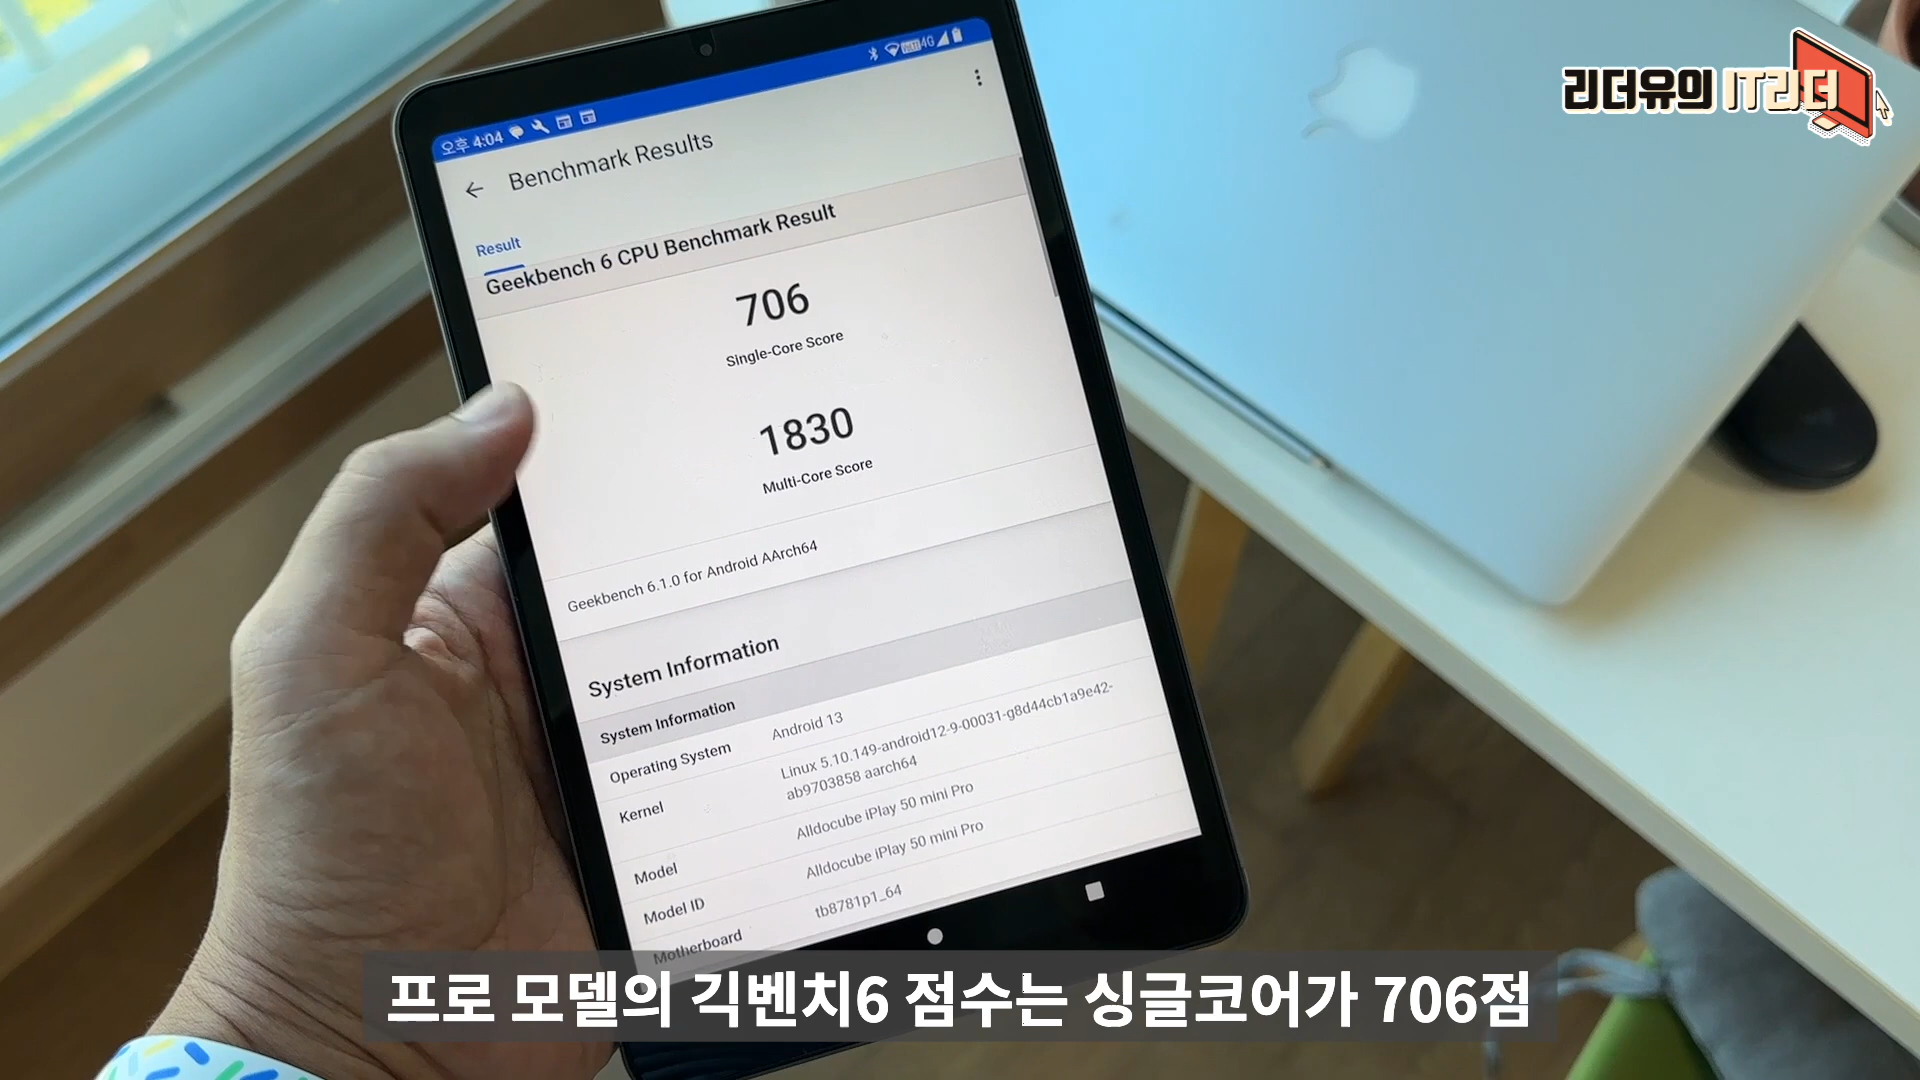 리더유의 IT리더
오후 4:04
4G
Benchmark Results
Result
Geekbench 6 CPU Benchmark Result
706
Single-Core Score
1830
Multi-Core Score
Geekbench 6.1.0 for Android AArch64
System Information
System Information
Operating System Android 13
Kernel Linux 5.10.149-android12-9-00031-g8d44cb1a9e42-
ab9703858 aarch64
Model Alldocube iPlay 50 mini Pro
Model ID Alldocube iPlay 50 mini Pro
Motherboard tb8781p1_64
프로 모델의 긱벤치6 점수는 싱글코어가 706점